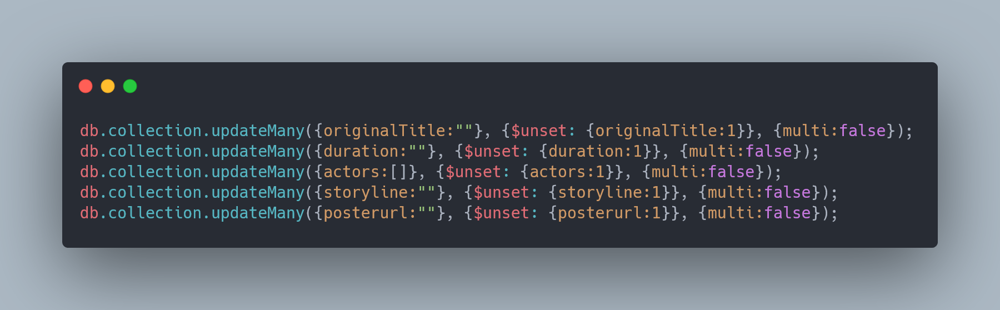 db.collection.updateMany({originalTitle:""}, {$unset: {originalTitle:1}}, {multi:false});
db.collection.updateMany({duration:""}, {$unset: {duration:1}}, {multi:false});
db.collection.updateMany({actors:[]}, {$unset: {actors:1}}, {multi:false});
db.collection.updateMany({storyline:""}, {$unset: {storyline:1}}, {multi:false});
db.collection.updateMany({posterurl:""}, {$unset: {posterurl:1}}, {multi:false});